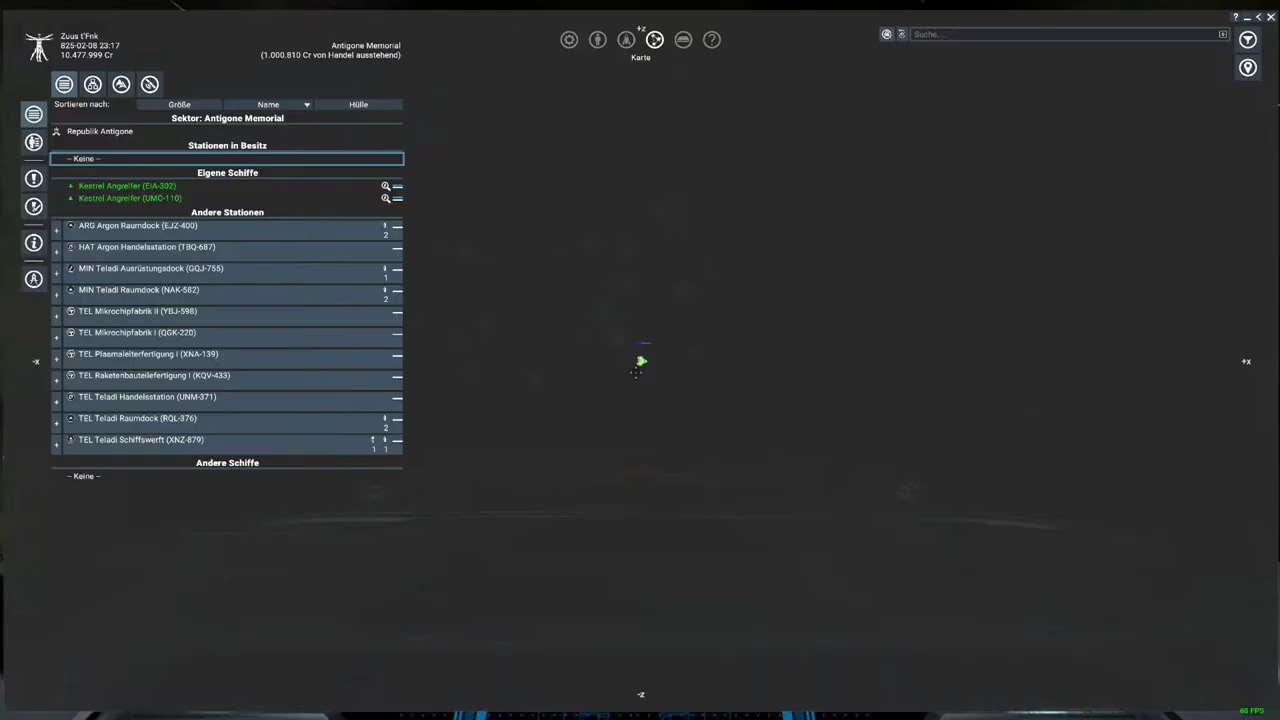 Zuus t'Fnk
825-02-08 23:17
10.477.999 Cr
Antigone Memorial
(1.000.810 Cr von Handel ausstehend)
+z
Karte
Suche...
Sortieren nach:
Größe
Name
Hülle
Sektor: Antigone Memorial
Republik Antigone
Stationen in Besitz
-- Keine --
Eigene Schiffe
Kestrel Angreifer (EIA-302)
Kestrel Angreifer (UMC-110)
Andere Stationen
ARG Argon Raumdock (EJZ-400)
2
HAT Argon Handelsstation (TBQ-687)
MIN Teladi Ausrüstungsdock (GQJ-755)
1
MIN Teladi Raumdock (NAK-582)
2
TEL Mikrochipfabrik II (YBJ-598)
TEL Mikrochipfabrik I (QGK-220)
TEL Plasmaleiterfertigung I (XNA-139)
TEL Raketenbauteilefertigung I (KQV-433)
TEL Teladi Handelsstation (UNM-371)
TEL Teladi Raumdock (RQL-376)
2
TEL Teladi Schiffswerft (XNZ-879)
1 1
Andere Schiffe
-- Keine --
-x
+x
-z
60 FPS